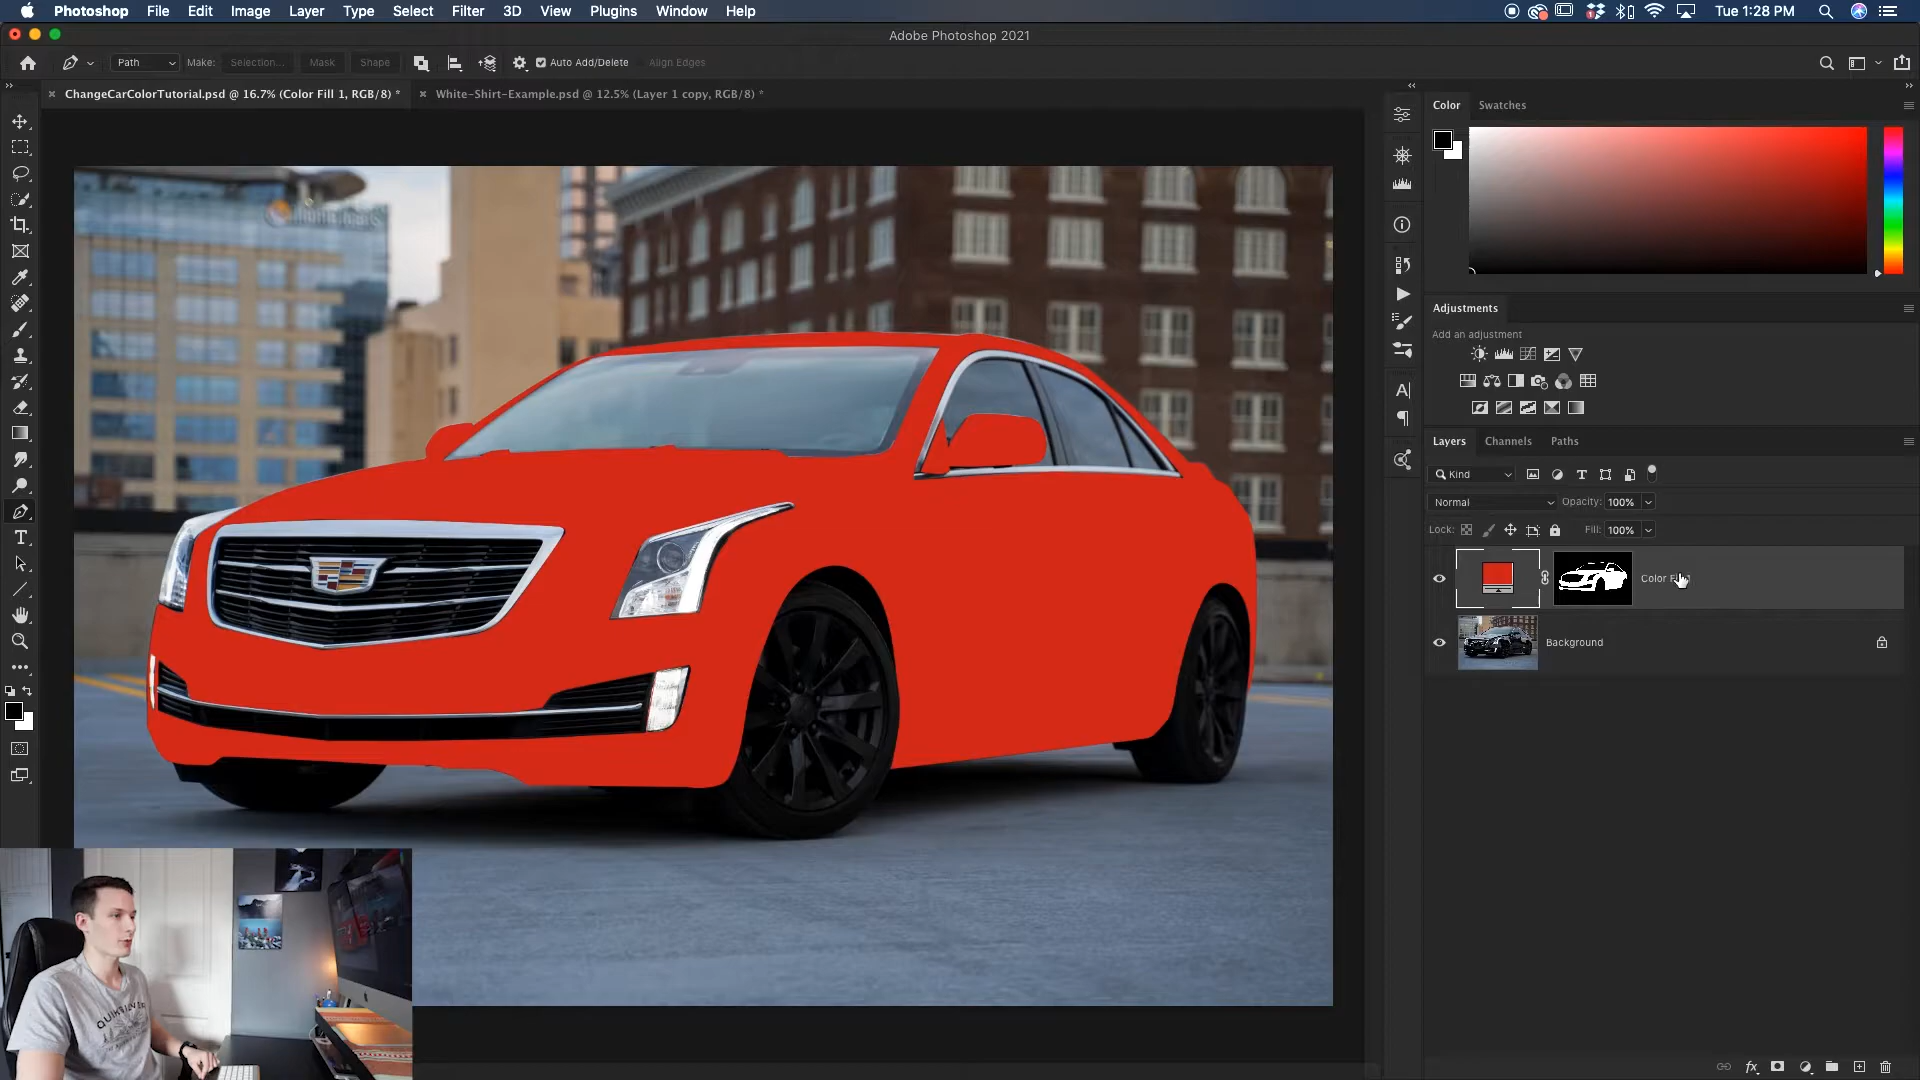 Photoshop File Edit Image Layer Type Select Filter 3D View Plugins Window Help Tue 1:28 PM
Adobe Photoshop 2021
Path Make: Selection... Mask Shape Auto Add/Delete Align Edges
ChangeCarColorTutorial.psd @ 16.7% (Color Fill 1, RGB/8) * White-Shirt-Example.psd @ 12.5% (Layer 1 copy, RGB/8) *
Color Swatches
Adjustments
Add an adjustment
Layers Channels Paths
Kind
Normal Opacity: 100%
Lock: Fill: 100%
Color
Background